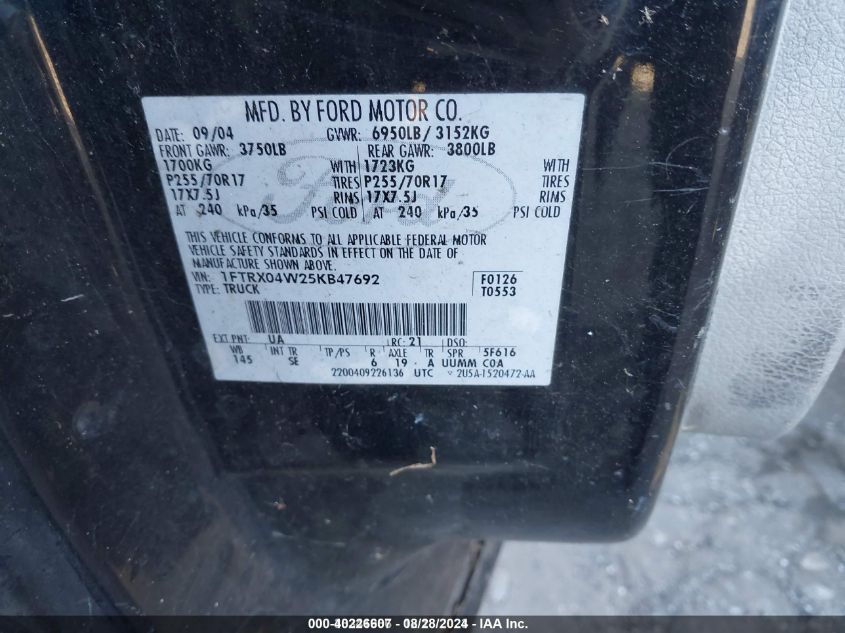 MFD. BY FORD MOTOR CO.
DATE: 09/04 GVWR: 6950LB/ 3152KG
FRONT GAWR: 3750LB REAR GAWR: 3800LB
1700KG WITH 1723KG WITH
P255/70R17 TIRES P255/70R17 TIRES
17X7.5J RIMS 17X7.5J RIMS
AT 240 kPa/35 PSI COLD AT 240 kPa/35 PSI COLD
THIS VEHICLE CONFORMS TO ALL APPLICABLE FEDERAL MOTOR
VEHICLE SAFETY STANDARDS IN EFFECT ON THE DATE OF
MANUFACTURE SHOWN ABOVE.
VIN: 1FTRX04W25KB47692 F0126
TYPE: TRUCK T0553
EXT PNT: UA RC: 21 DSO:
WB INT TR TP/PS R AXLE TR SPR 5F616
145 SE 6 19 A UUMM COA
2200409226136 UTC 2U5A-1520472-AA
Ford
08/28/2024 - IAA Inc.